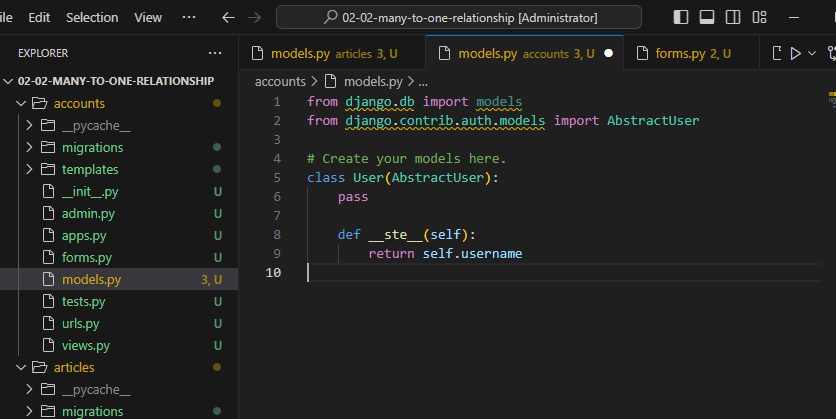 le Edit Selection View ··· 02-02-many-to-one-relationship [Administrator]
EXPLORER ···
models.py articles 3, U models.py accounts 3, U forms.py 2, U
02-02-MANY-TO-ONE-RELATIONSHIP
accounts > models.py > ...
accounts
__pycache__
migrations
templates
__init__.py U
admin.py U
apps.py U
forms.py U
models.py 3, U
tests.py U
urls.py U
views.py U
articles
__pycache__
migrations
1 from django.db import models
2 from django.contrib.auth.models import AbstractUser
3
4 # Create your models here.
5 class User(AbstractUser):
6 pass
7
8 def __ste__(self):
9 return self.username
10